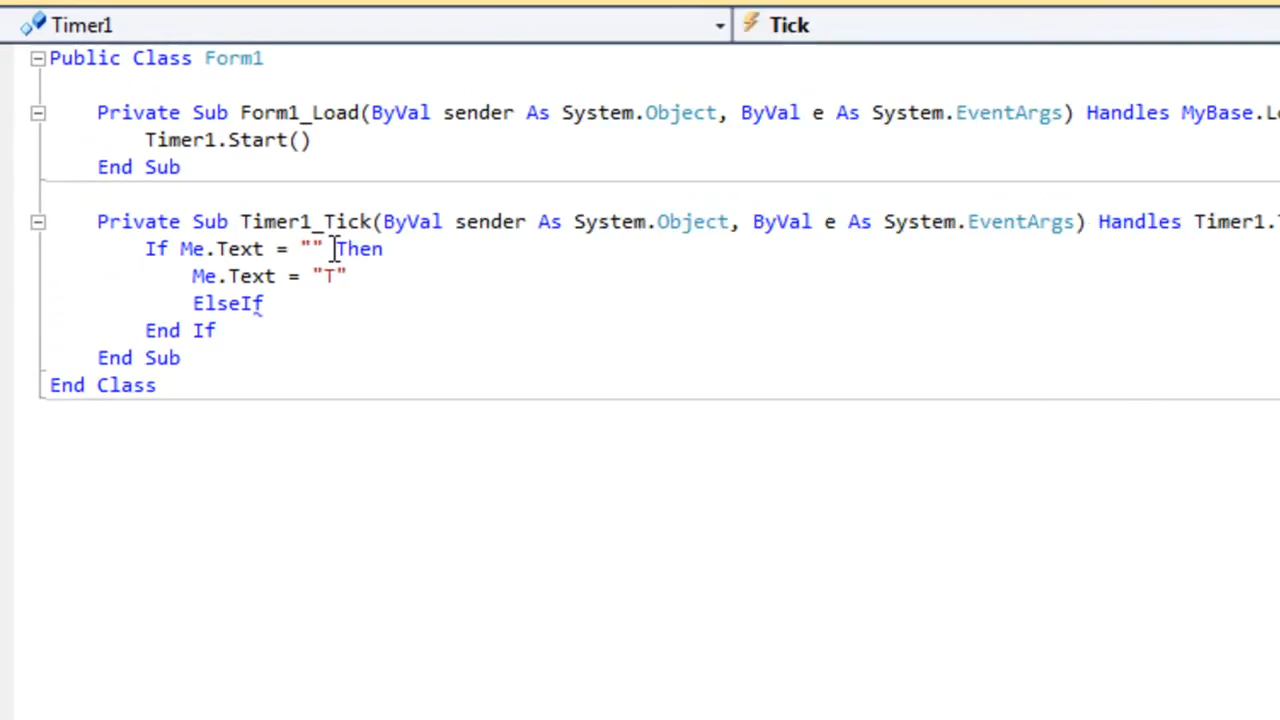 Timer1 Tick
Public Class Form1
Private Sub Form1_Load(ByVal sender As System.Object, ByVal e As System.EventArgs) Handles MyBase.Lo
Timer1.Start()
End Sub
Private Sub Timer1_Tick(ByVal sender As System.Object, ByVal e As System.EventArgs) Handles Timer1.
If Me.Text = "" Then
Me.Text = "T"
ElseIf
End If
End Sub
End Class